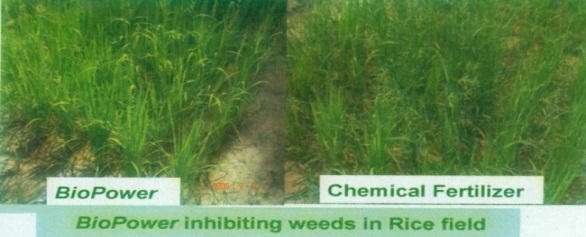 BioPower
Chemical Fertilizer
BioPower inhibiting weeds in Rice field